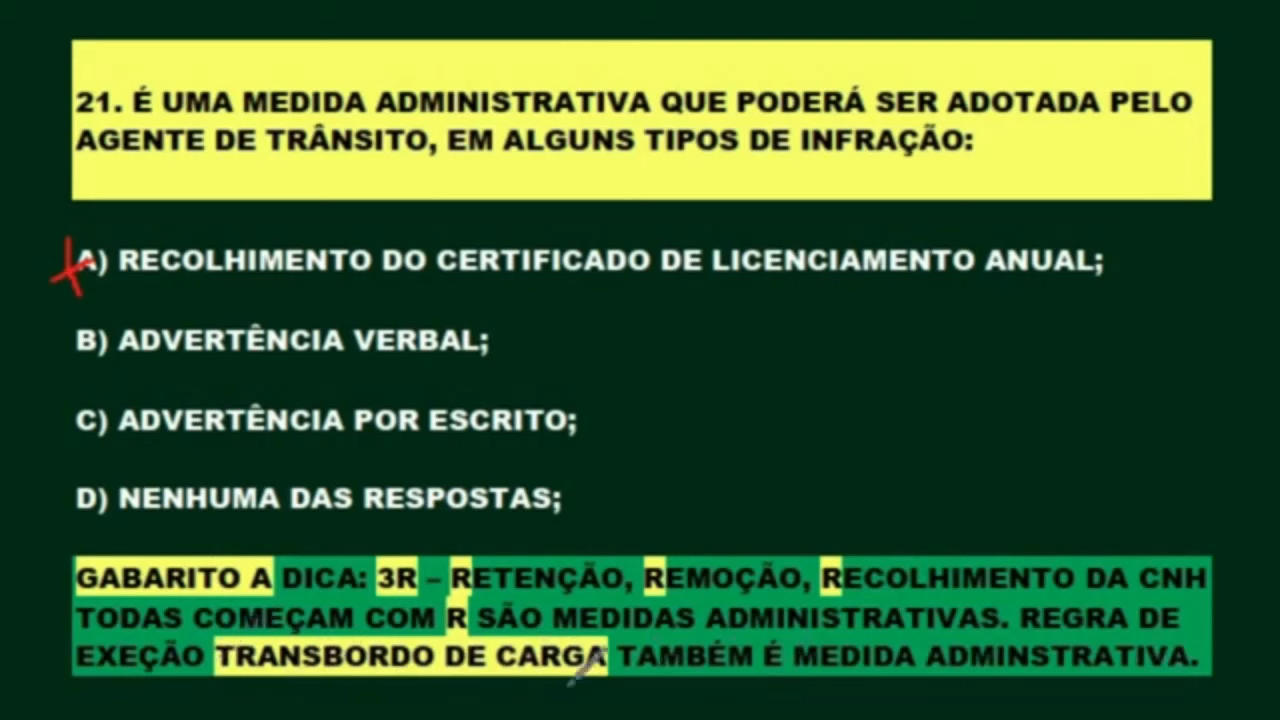 21. É UMA MEDIDA ADMINISTRATIVA QUE PODERÁ SER ADOTADA PELO
AGENTE DE TRÂNSITO, EM ALGUNS TIPOS DE INFRAÇÃO:
A) RECOLHIMENTO DO CERTIFICADO DE LICENCIAMENTO ANUAL;
B) ADVERTÊNCIA VERBAL;
C) ADVERTÊNCIA POR ESCRITO;
D) NENHUMA DAS RESPOSTAS;
GABARITO A DICA: 3R – RETENÇÃO, REMOÇÃO, RECOLHIMENTO DA CNH
TODAS COMEÇAM COM R SÃO MEDIDAS ADMINISTRATIVAS. REGRA DE
EXEÇÃO TRANSBORDO DE CARGA TAMBÉM É MEDIDA ADMINSTRATIVA.